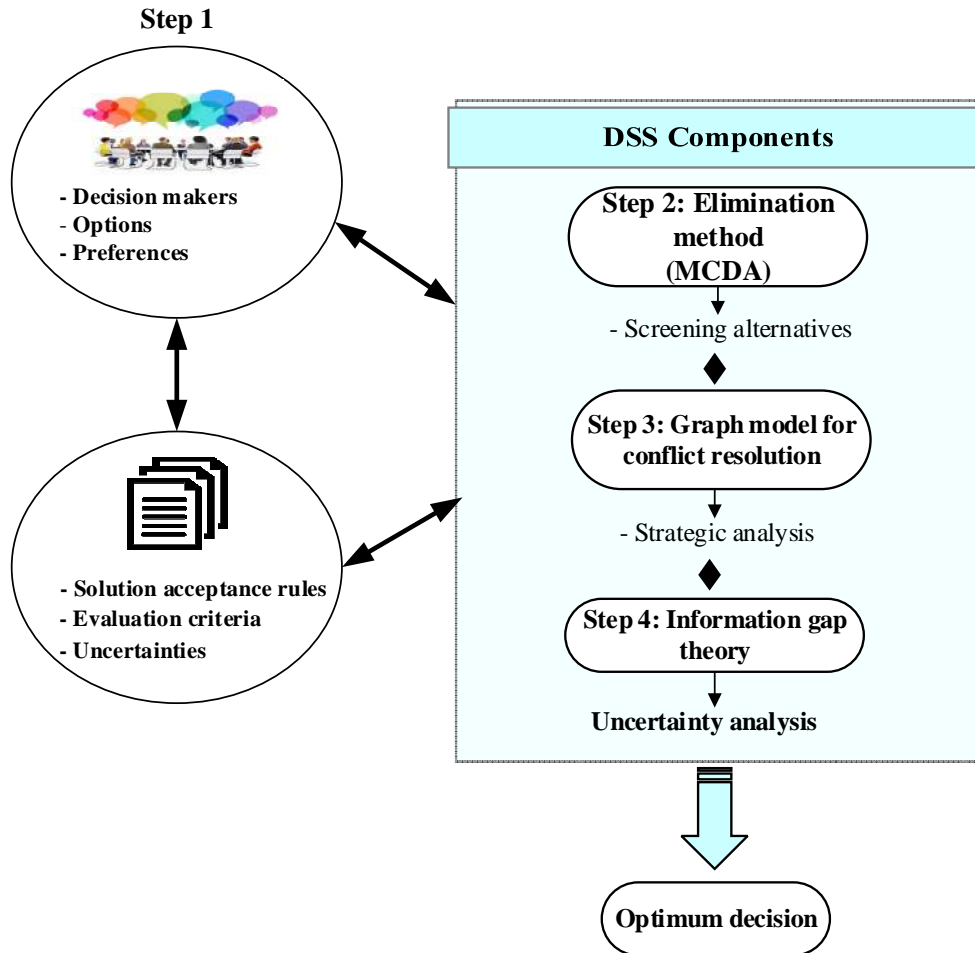 Step 1
- Decision makers
- Options
- Preferences
- Solution acceptance rules
- Evaluation criteria
- Uncertainties
DSS Components
Step 2: Elimination
method
(MCDA)
- Screening alternatives
Step 3: Graph model for
conflict resolution
- Strategic analysis
Step 4: Information gap
theory
Uncertainty analysis
Optimum decision